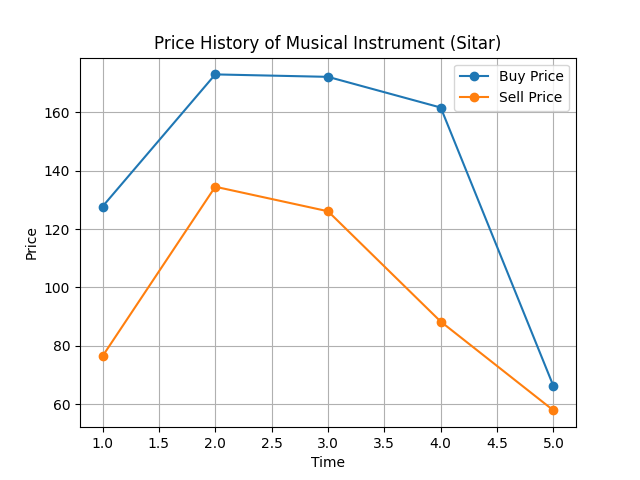 Price History of Musical Instrument (Sitar)
Buy Price
Sell Price
160
140
120
100
80
60
Price
1.0 1.5 2.0 2.5 3.0 3.5 4.0 4.5 5.0
Time